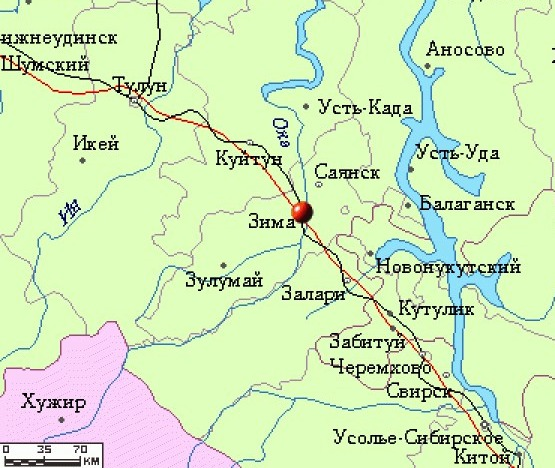 Аносово
ижнеудинск
Шумский
Тулун
Усть-Када
Ока
Икей
Куйтун
Усть-Уда
Саянск
Балаганск
Ия
Зима
Новонукутский
Зулумай
Залари
Кутулик
Забитуй
Черемхово
Свирск
Хужир
Усолье-Сибирское
Китой
0 35 70
КМ